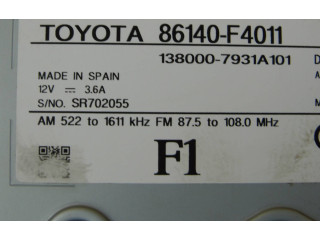 TOYOTA 86140-F4011
138000-7931A101
MADE IN SPAIN
12V ⎓ 3.6A
S/NO. SR702055
AM 522 to 1611 kHz FM 87.5 to 108.0 MHz
F1